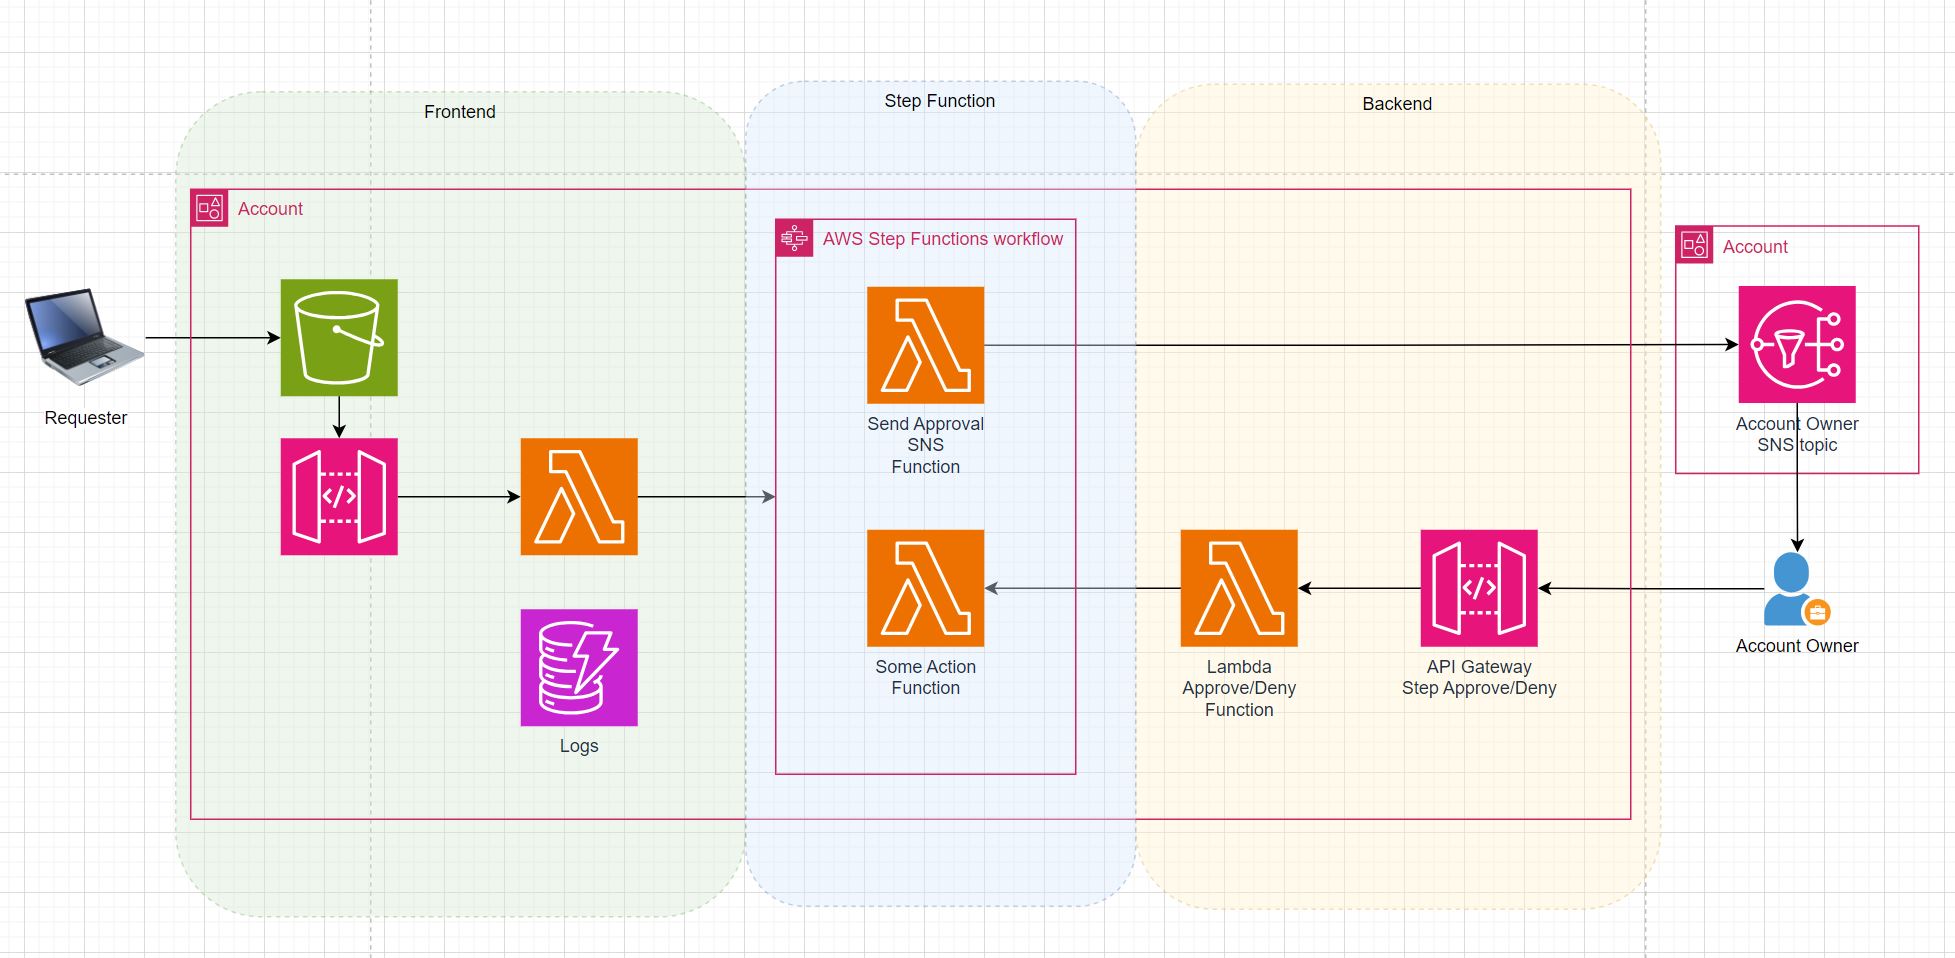 Frontend
Step Function
Backend
Account
AWS Step Functions workflow
Account
Requester
Send Approval
SNS
Function
Account Owner
SNS topic
</>
</>
Some Action
Function
Lambda
Approve/Deny
Function
API Gateway
Step Approve/Deny
Account Owner
Logs